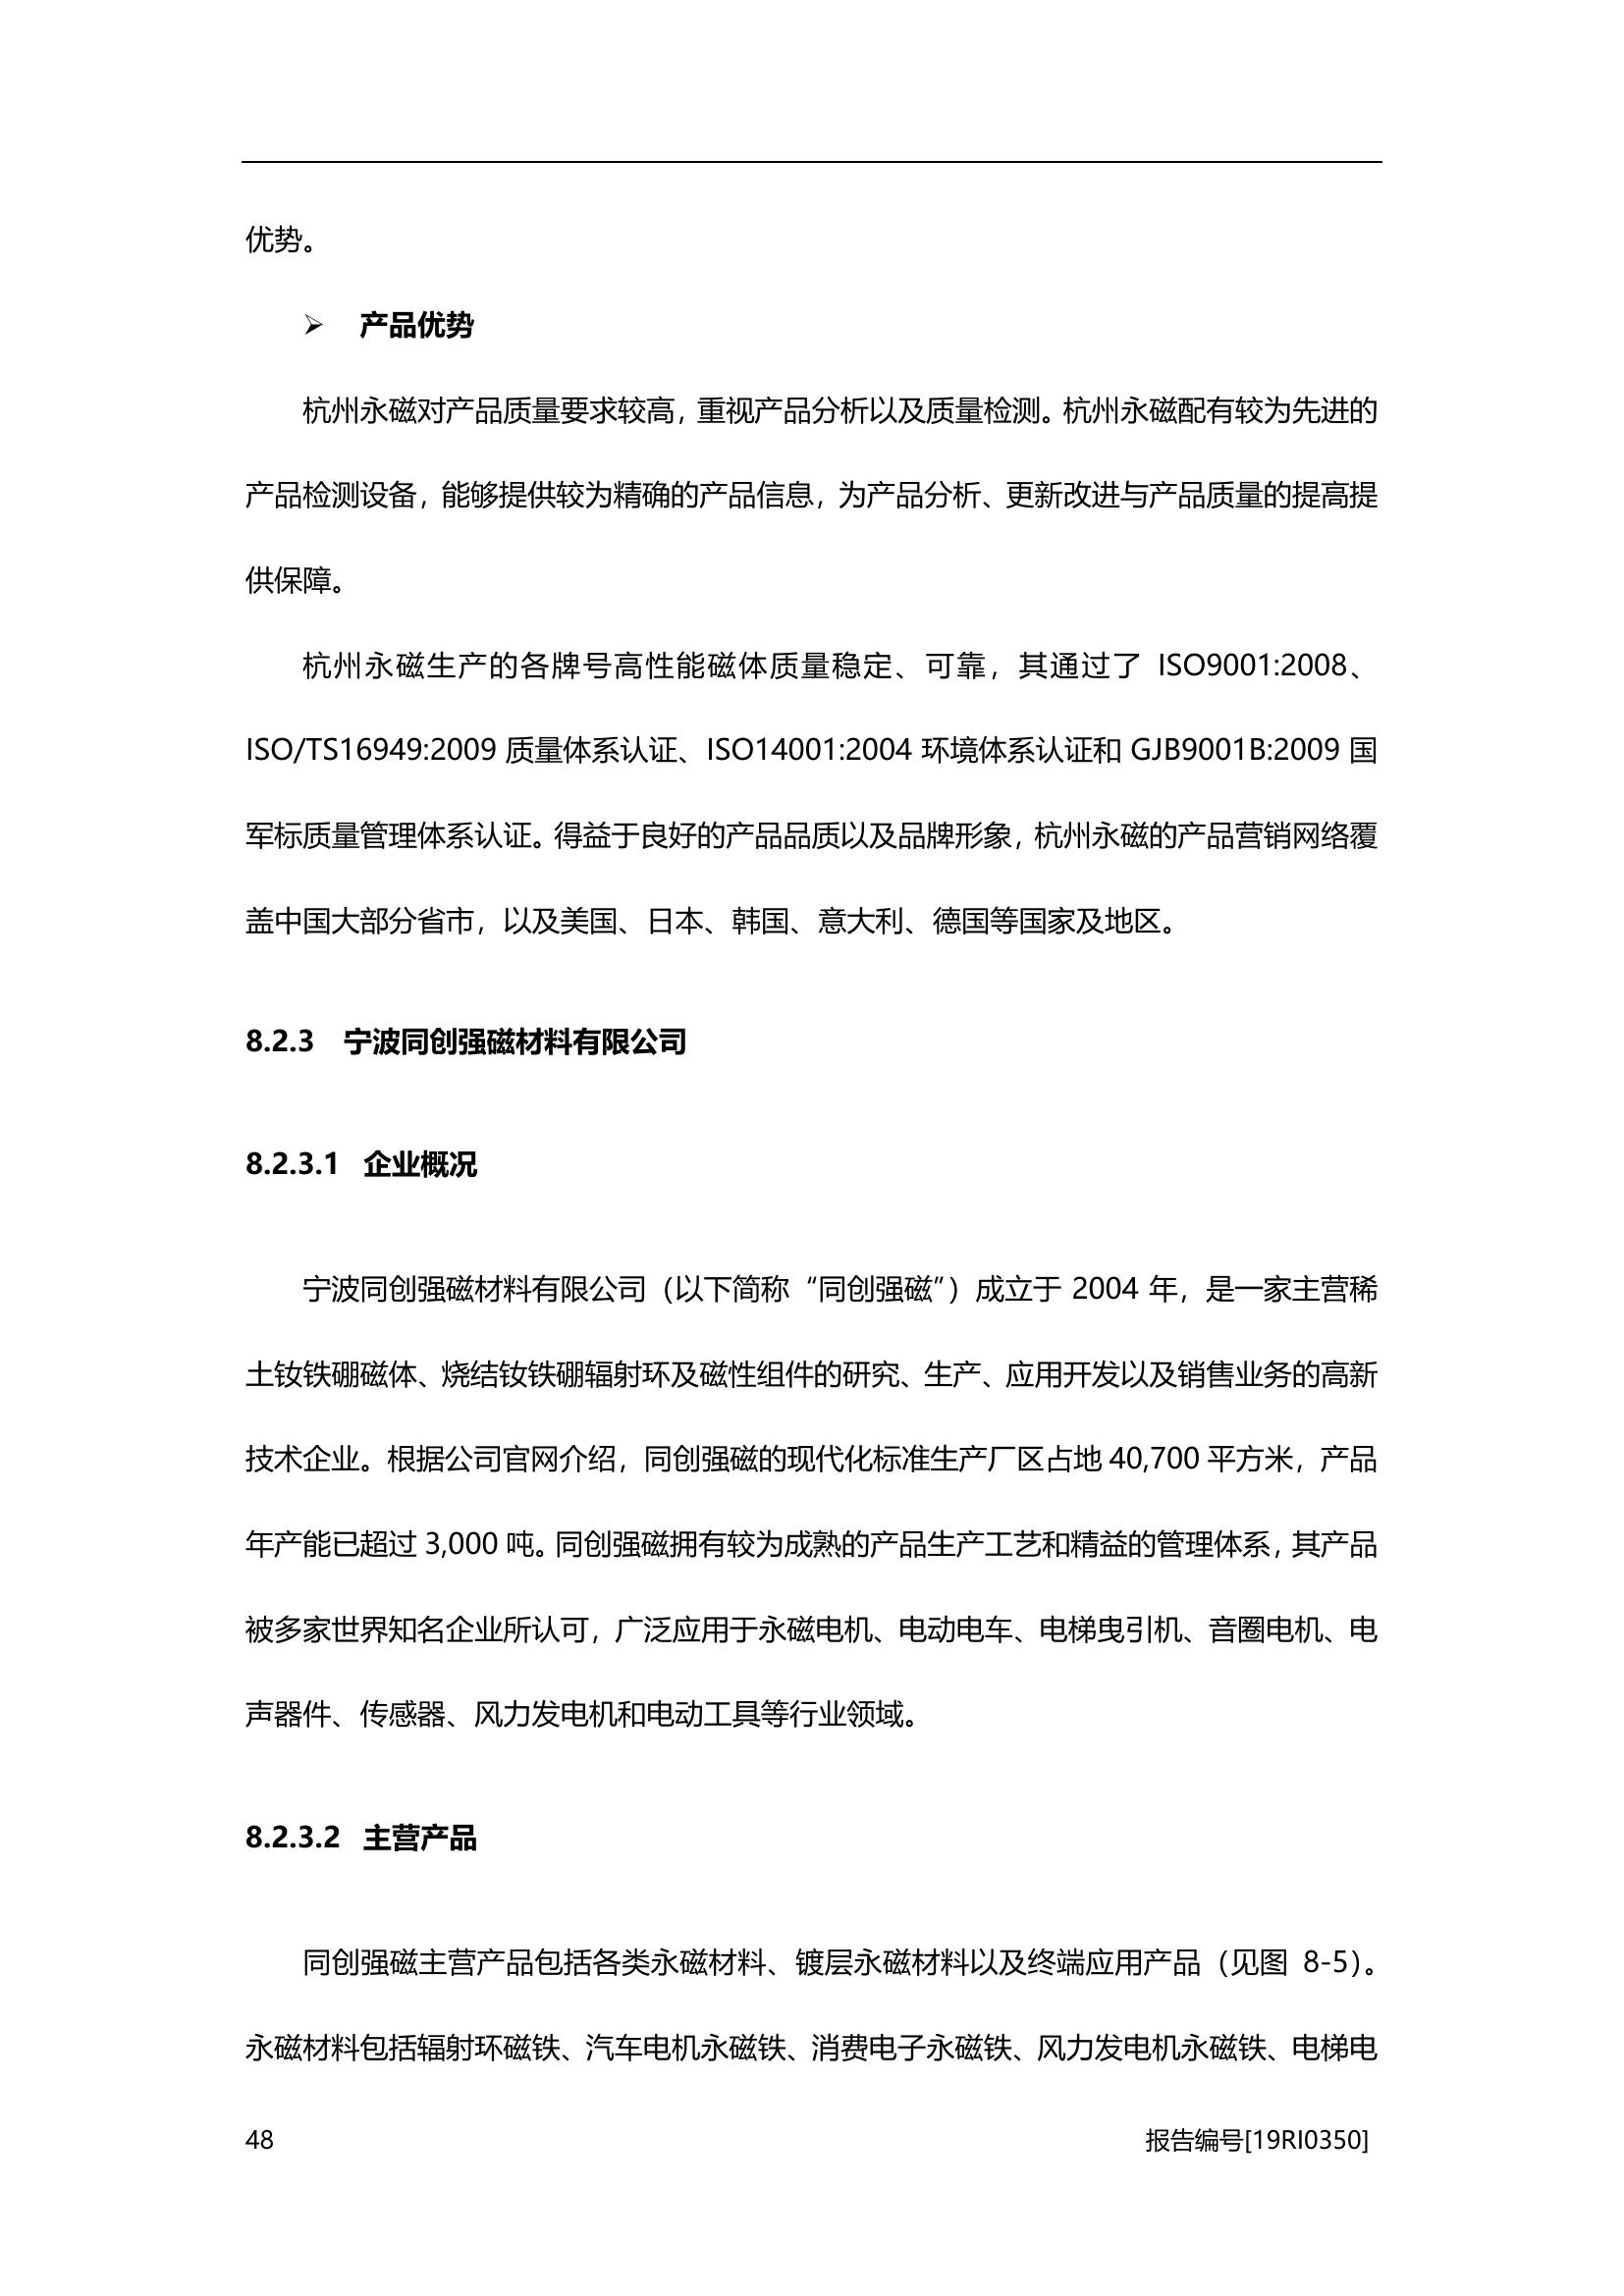 优势。
➢ 产品优势
杭州永磁对产品质量要求较高，重视产品分析以及质量检测。杭州永磁配有较为先进的
产品检测设备，能够提供较为精确的产品信息，为产品分析、更新改进与产品质量的提高提
供保障。
杭州永磁生产的各牌号高性能磁体质量稳定、可靠，其通过了 ISO9001:2008、
ISO/TS16949:2009 质量体系认证、ISO14001:2004 环境体系认证和 GJB9001B:2009 国
军标质量管理体系认证。得益于良好的产品品质以及品牌形象，杭州永磁的产品营销网络覆
盖中国大部分省市，以及美国、日本、韩国、意大利、德国等国家及地区。
8.2.3 宁波同创强磁材料有限公司
8.2.3.1 企业概况
宁波同创强磁材料有限公司（以下简称“同创强磁”）成立于 2004 年，是一家主营稀
土钕铁硼磁体、烧结钕铁硼辐射环及磁性组件的研究、生产、应用开发以及销售业务的高新
技术企业。根据公司官网介绍，同创强磁的现代化标准生产厂区占地 40,700 平方米，产品
年产能已超过 3,000 吨。同创强磁拥有较为成熟的产品生产工艺和精益的管理体系，其产品
被多家世界知名企业所认可，广泛应用于永磁电机、电动电车、电梯曳引机、音圈电机、电
声器件、传感器、风力发电机和电动工具等行业领域。
8.2.3.2 主营产品
同创强磁主营产品包括各类永磁材料、镀层永磁材料以及终端应用产品（见图 8-5）。
永磁材料包括辐射环磁铁、汽车电机永磁铁、消费电子永磁铁、风力发电机永磁铁、电梯电
48
报告编号[19RI0350]